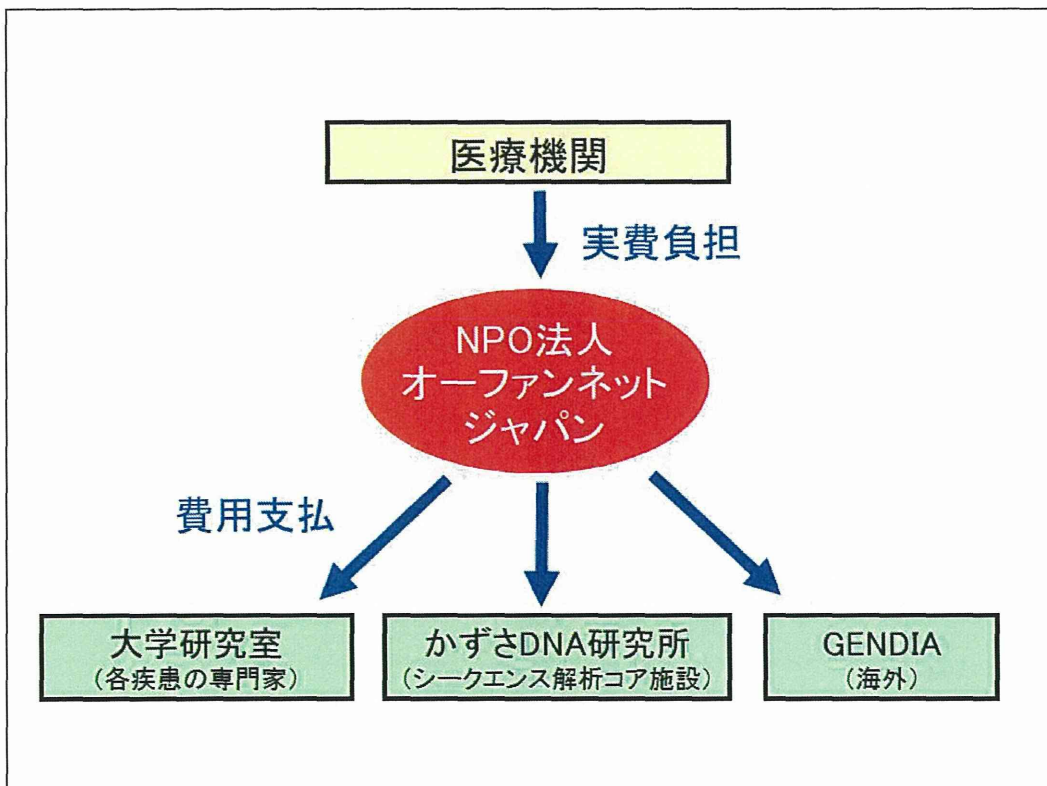 医療機関
実費負担
NPO法人
オーファンネット
ジャパン
費用支払
大学研究室
（各疾患の専門家）
かずさDNA研究所
（シークエンス解析コア施設）
GENDIA
（海外）